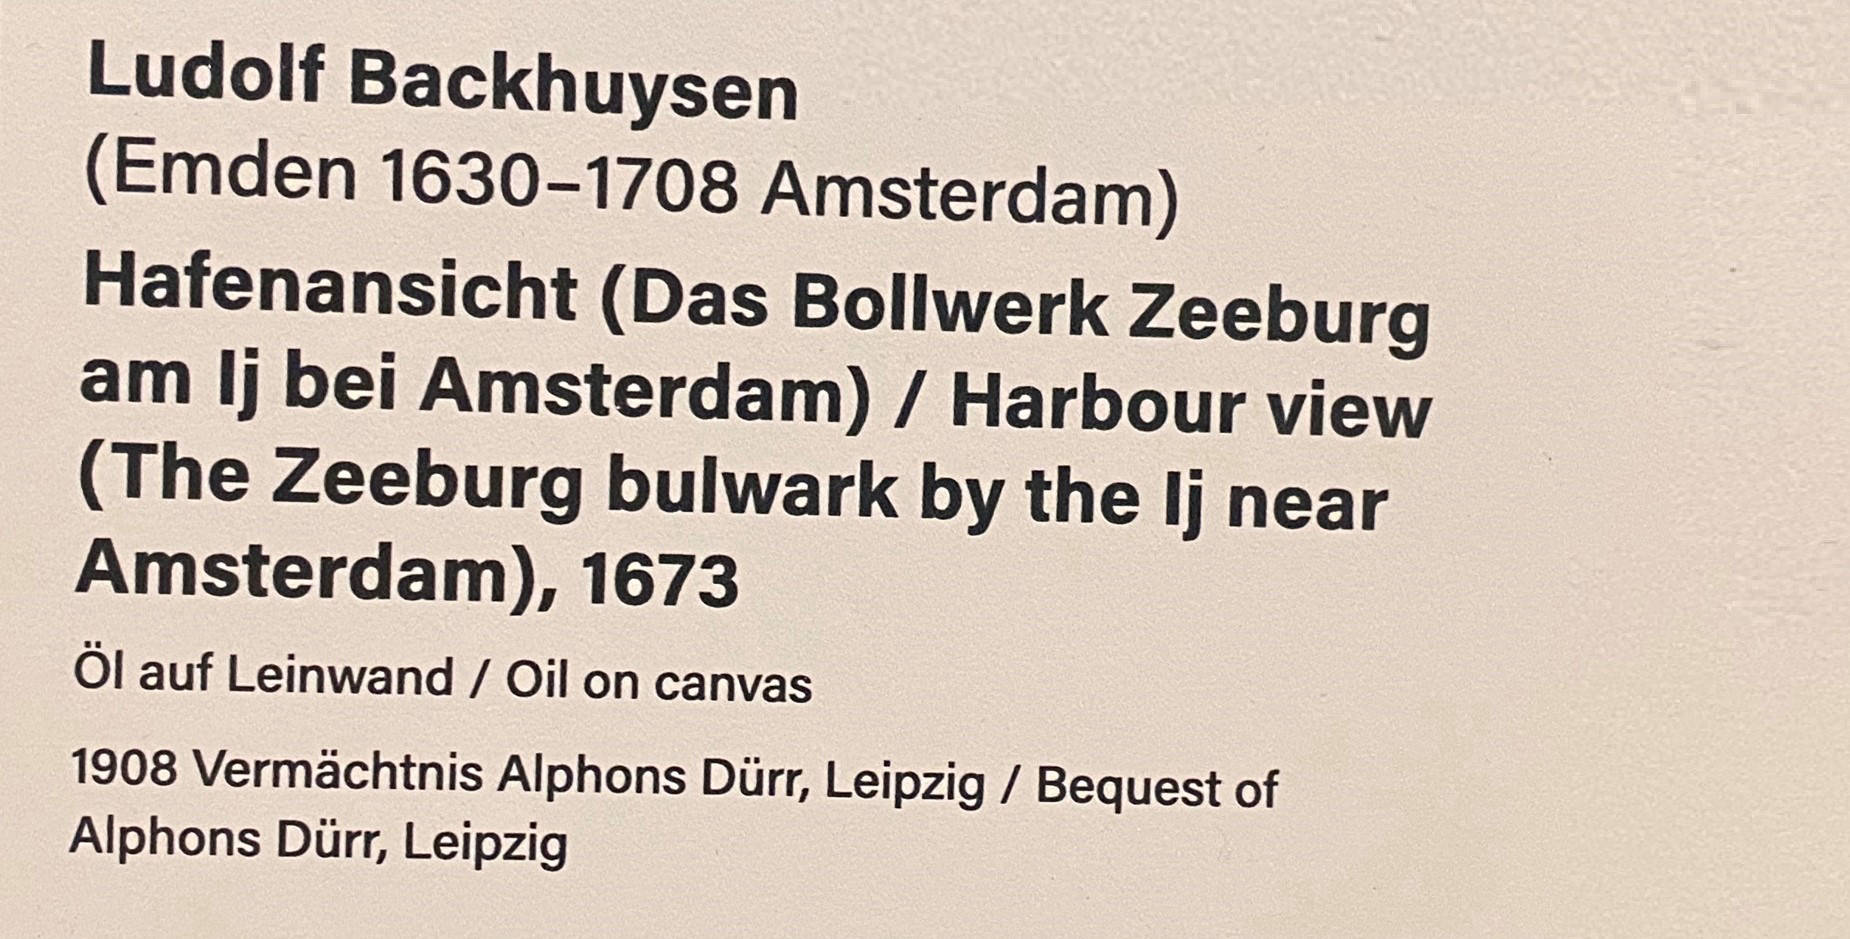 Ludolf Backhuysen
(Emden 1630–1708 Amsterdam)
Hafenansicht (Das Bollwerk Zeeburg
am Ij bei Amsterdam) / Harbour view
(The Zeeburg bulwark by the Ij near
Amsterdam), 1673
Öl auf Leinwand / Oil on canvas
1908 Vermächtnis Alphons Dürr, Leipzig / Bequest of
Alphons Dürr, Leipzig